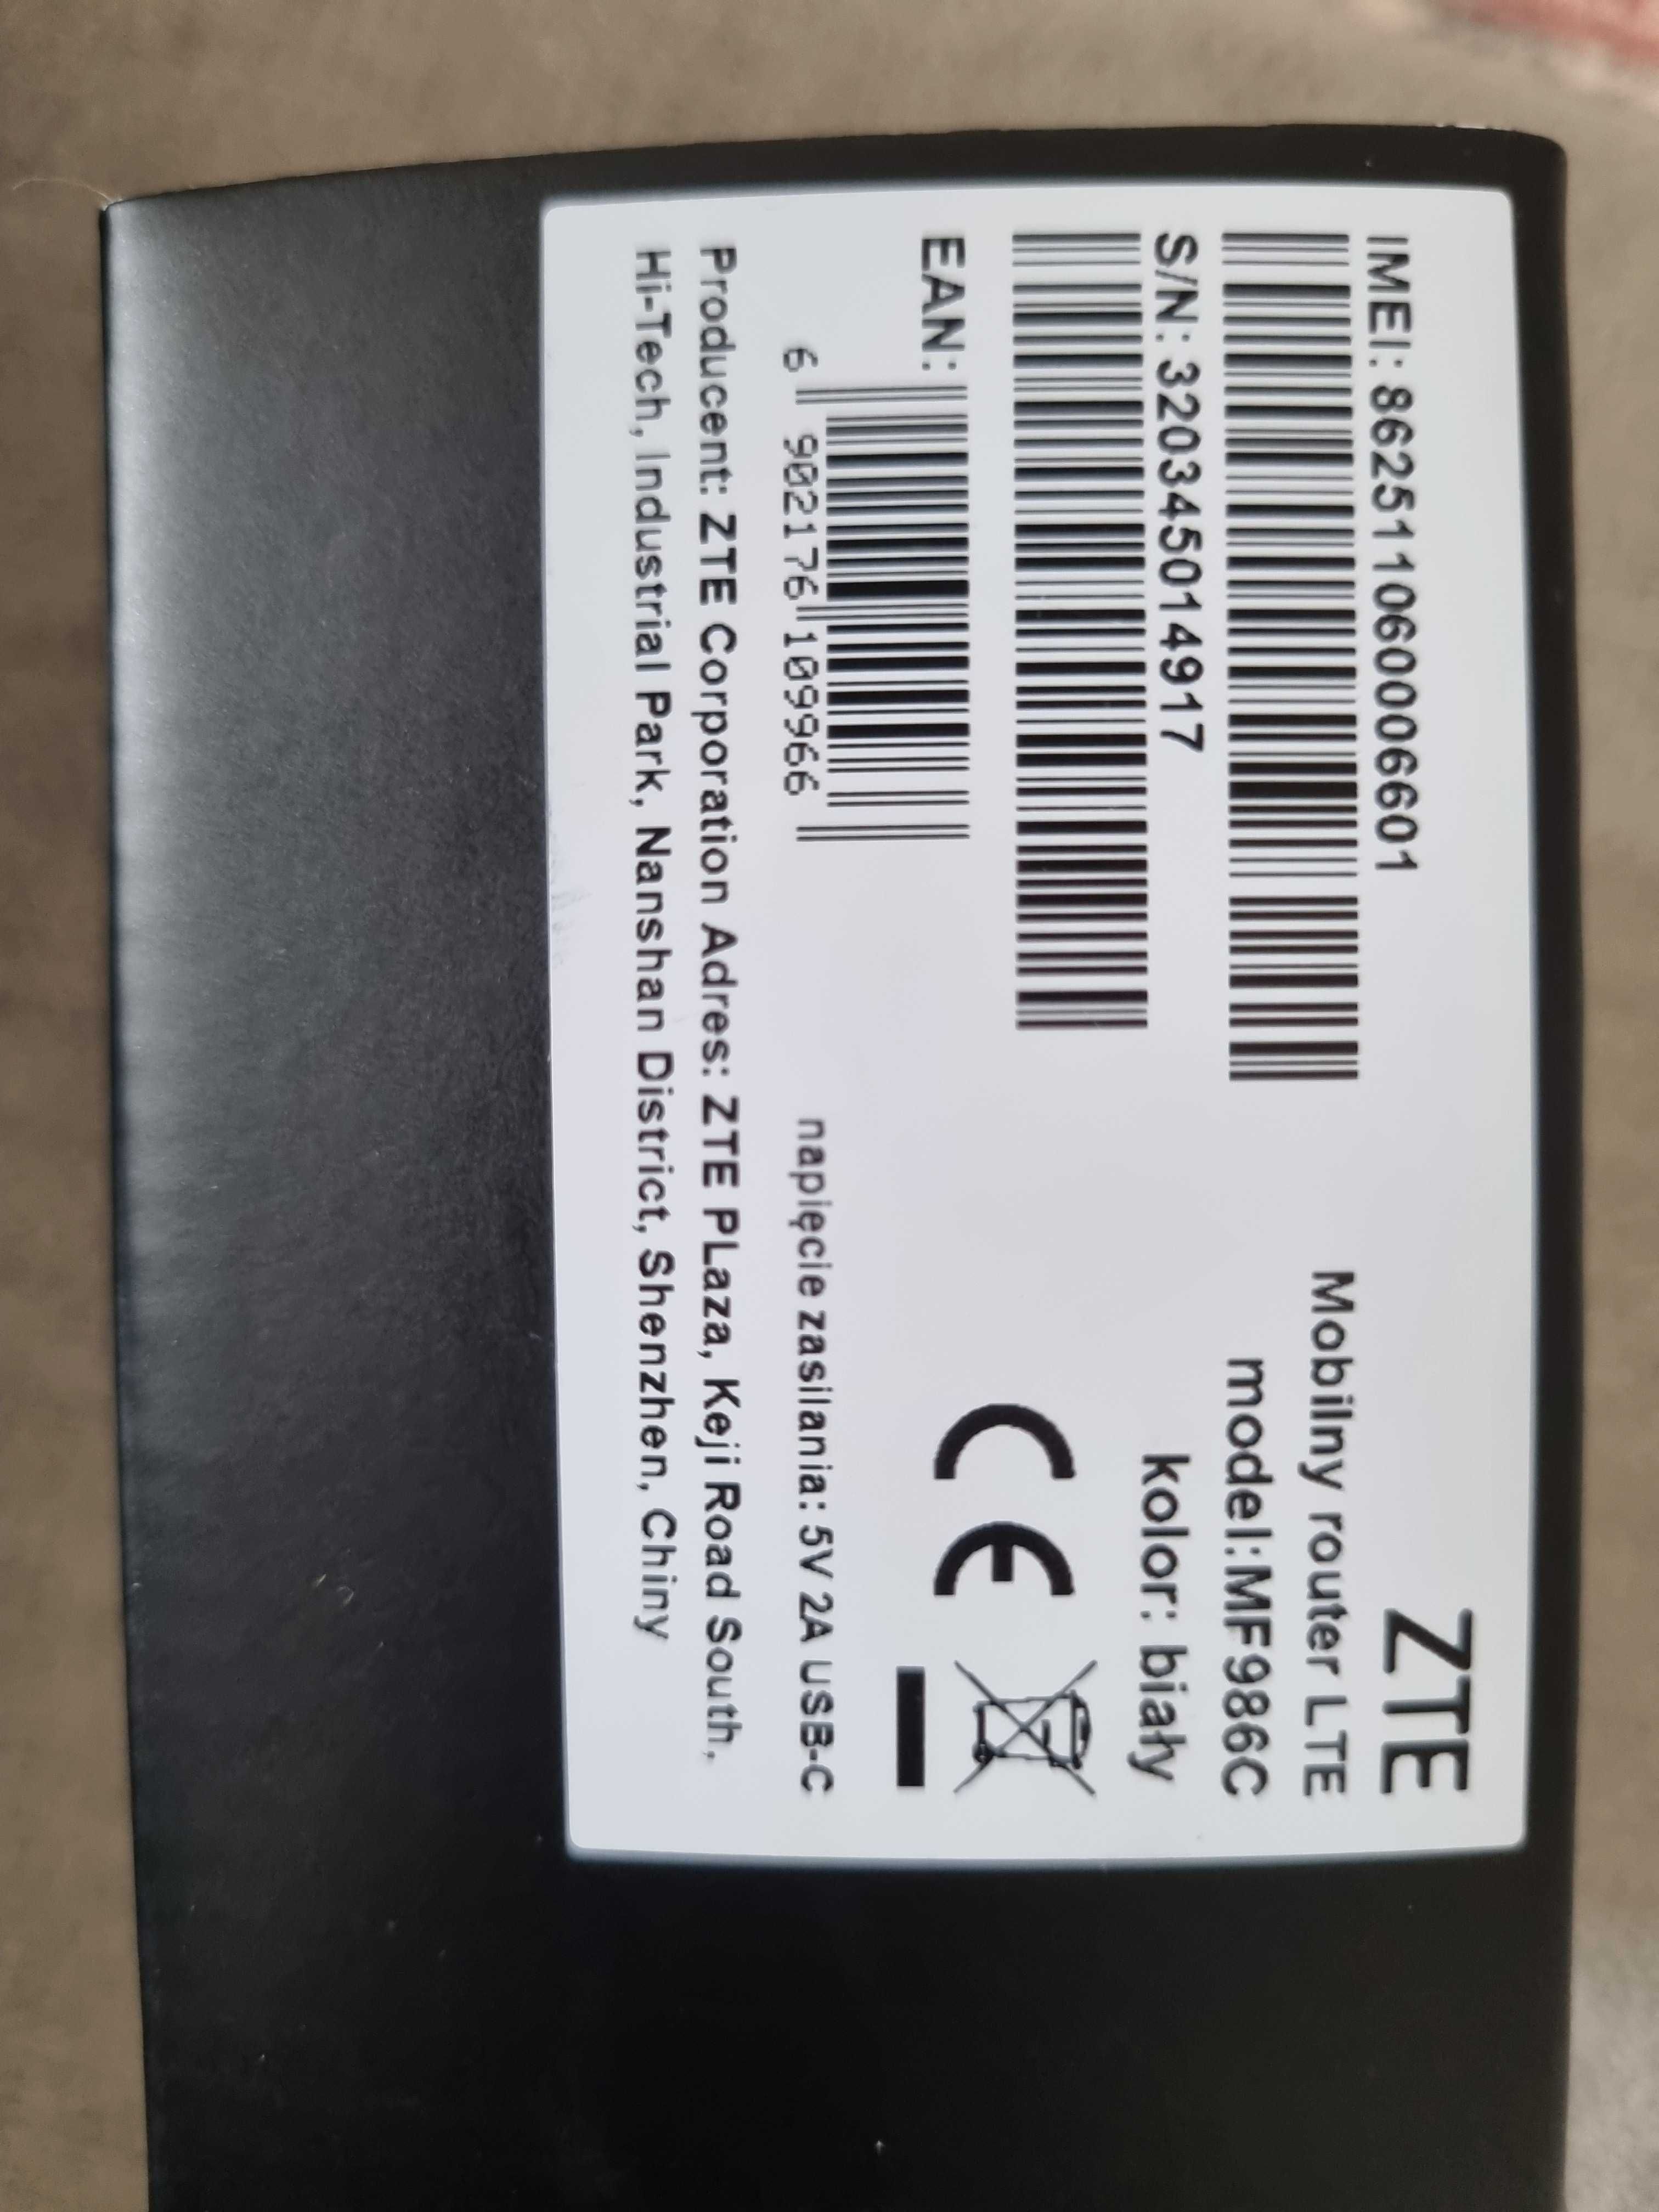 IMEI: 862511060006601
S/N: 320345014917
EAN:
6 902176 109966
ZTE
Mobilny router LTE
model:MF986C
kolor: biały
CE
napięcie zasilania: 5V 2A USB-C
Producent: ZTE Corporation Adres: ZTE PLaza, Keji Road South,
Hi-Tech, Industrial Park, Nanshan District, Shenzhen, Chiny